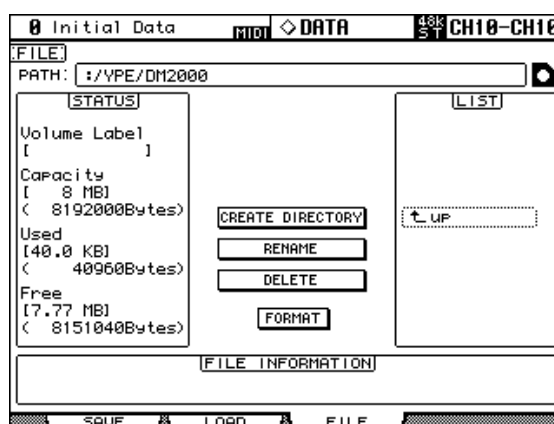 0 Initial Data MIDI ◇DATA 48K ST CH10-CH10
FILE
PATH: :/YPE/DM2000
STATUS
LIST
Volume Label
[ ]
Capacity
[ 8 MB]
( 8192000Bytes)
Used
[40.0 KB]
( 40960Bytes)
Free
[7.77 MB]
( 8151040Bytes)
CREATE DIRECTORY
RENAME
DELETE
FORMAT
up
FILE INFORMATION
SAVE LOAD FILE